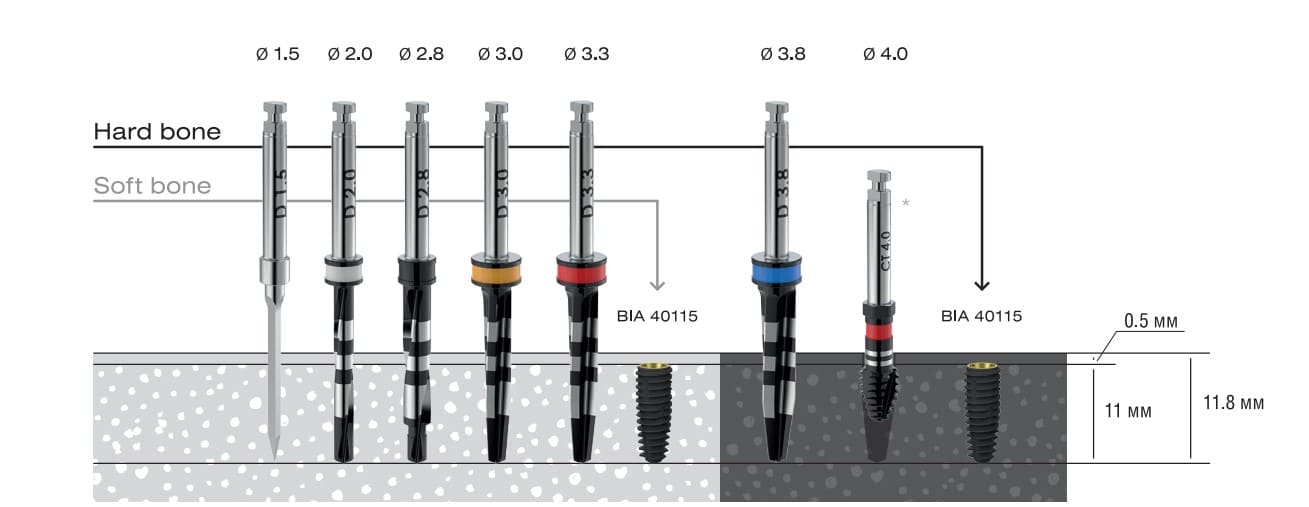 Ø 1.5 Ø 2.0 Ø 2.8 Ø 3.0 Ø 3.3 Ø 3.8 Ø 4.0
Hard bone
Soft bone
D 1.5 D 2.0 D 2.8 D 3.0 D 3.3 D 3.8
*
CT 4.0
BIA 40115 BIA 40115
0.5 мм
11 мм
11.8 мм